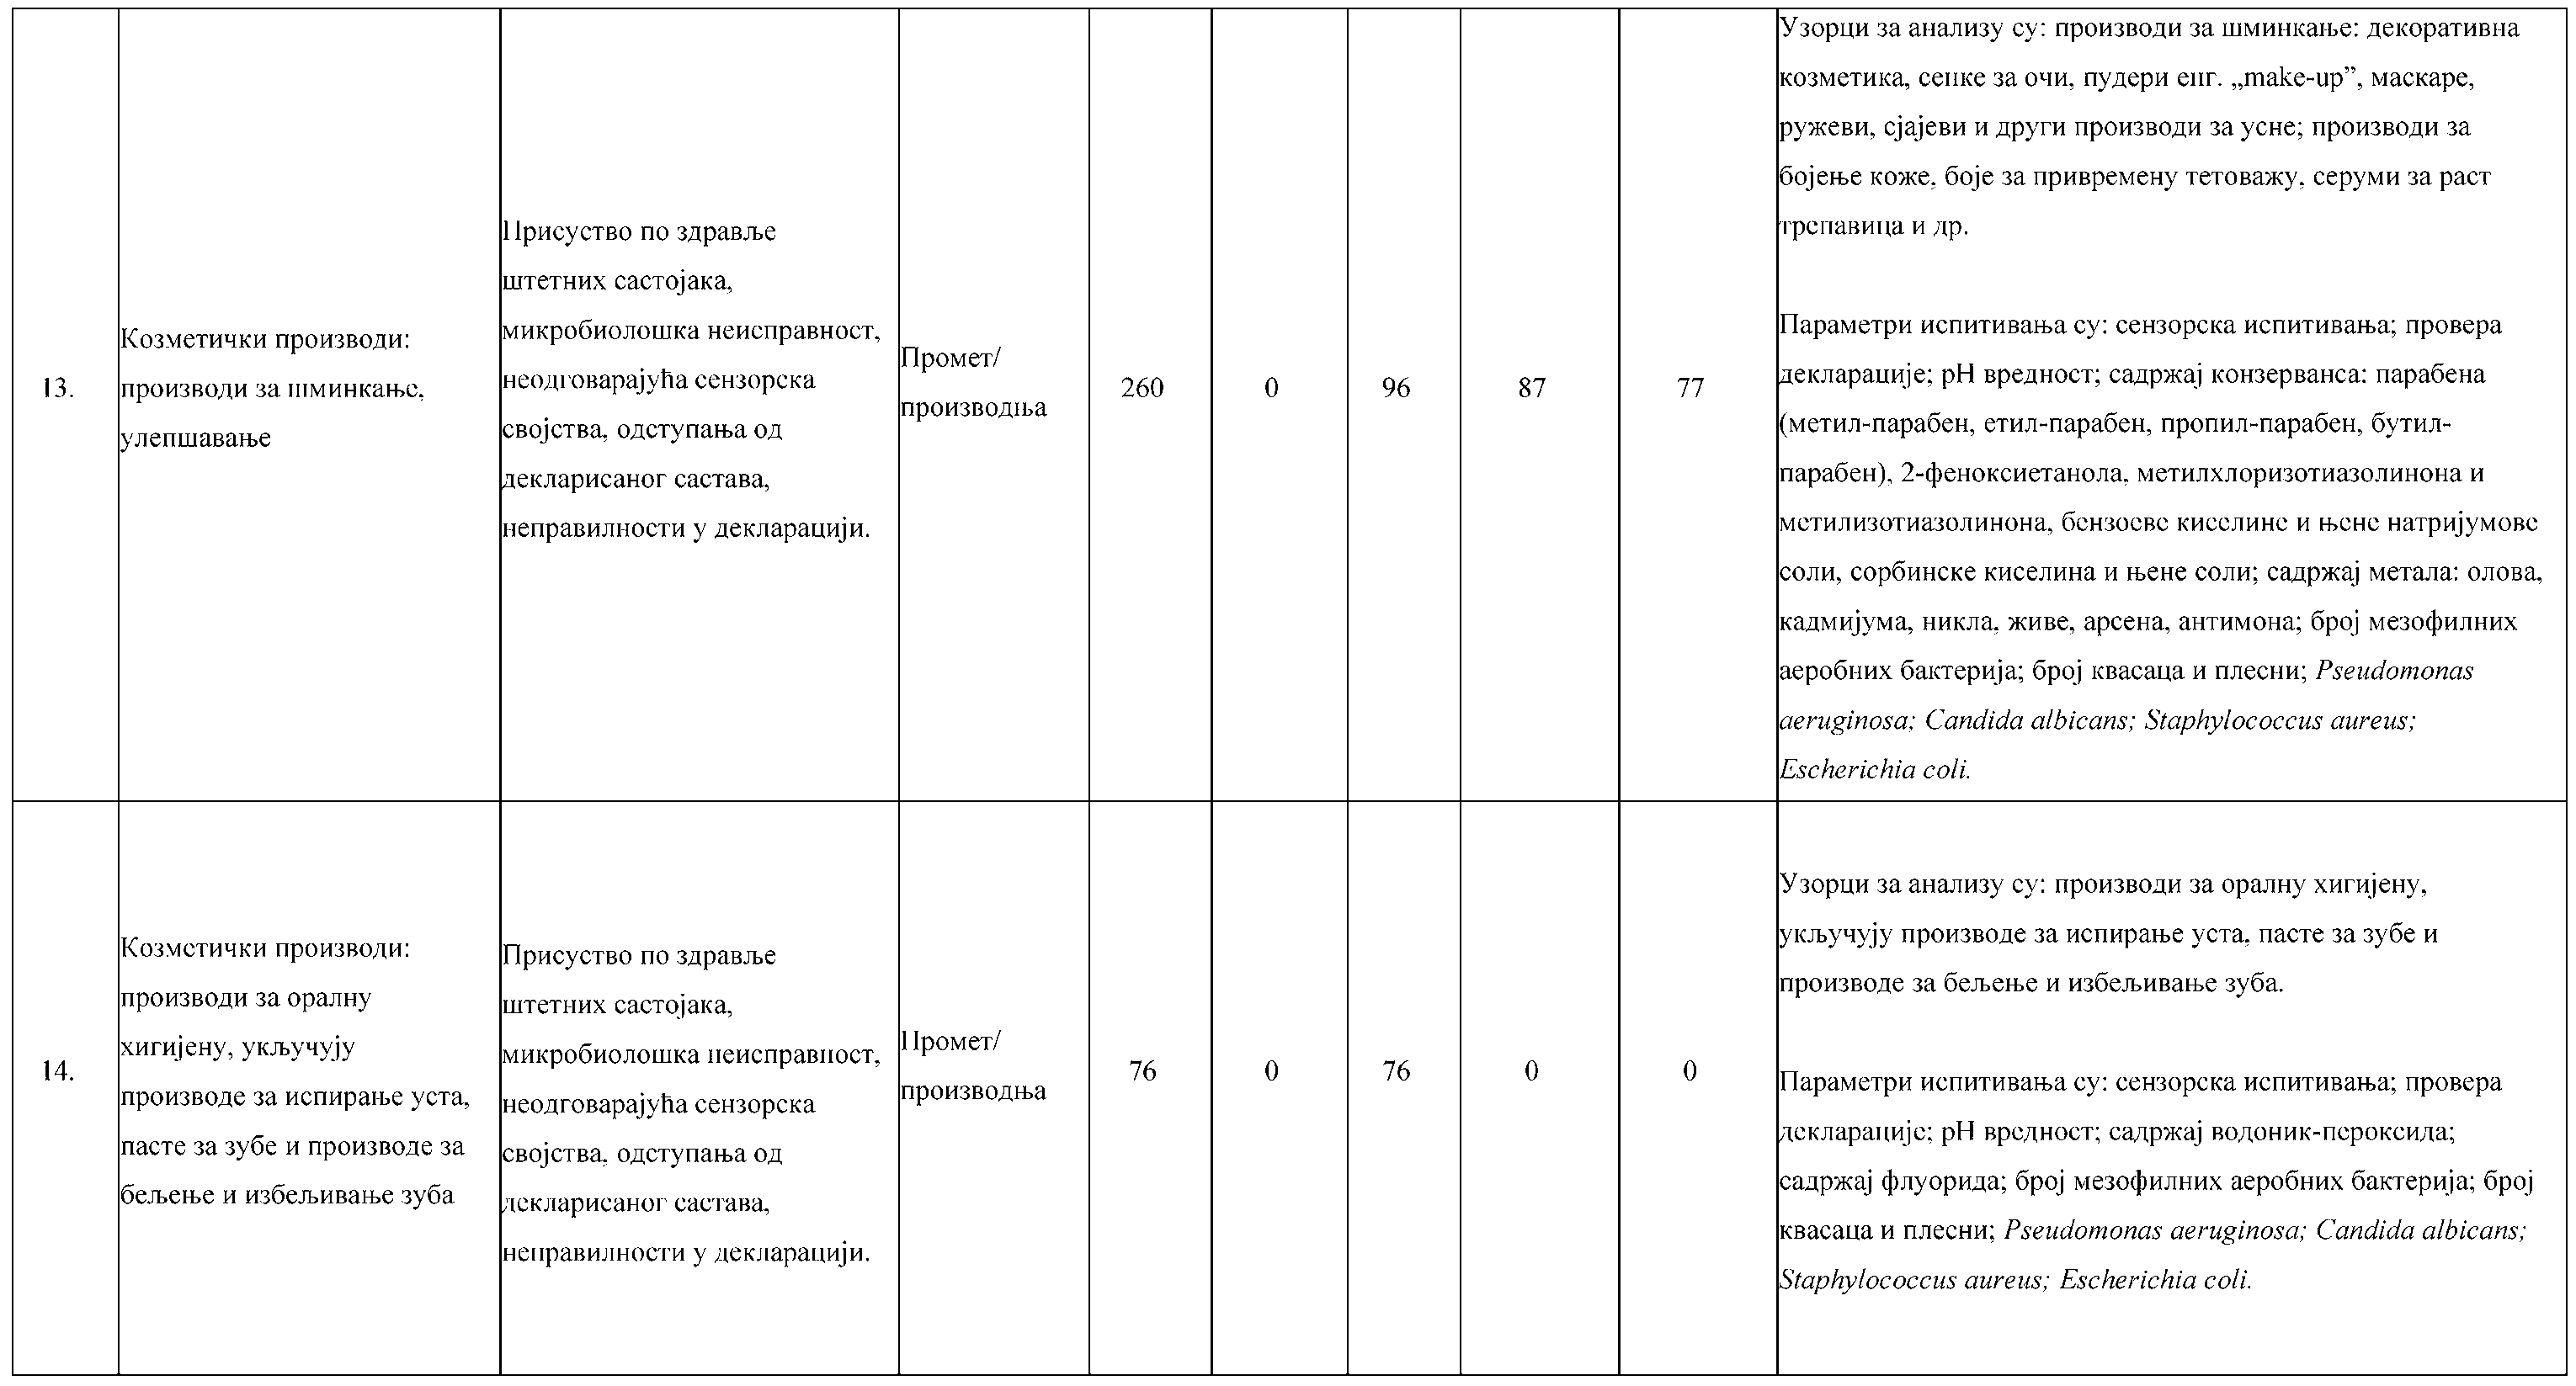 13.
Козметички производи:
производи за шминкање,
улепшавање
Присуство по здравље
штетних састојака,
микробиолошка неисправност,
неодговарајућа сензорска
својства, одступања од
декларисаног састава,
неправилности у декларацији.
Промет/
производња
260
0
96
87
77
Узорци за анализу су: производи за шминкање: декоративна
козметика, сенке за очи, пудери енг. „make-up”, маскаре,
ружеви, сјајеви и други производи за усне; производи за
бојење коже, боје за привремену тетоважу, серуми за раст
трепавица и др.
Параметри испитивања су: сензорска испитивања; провера
декларације; pH вредност; садржај конзерванса: парабена
(метил-парабен, етил-парабен, пропил-парабен, бутил-
парабен), 2-феноксиетанола, метилхлоризотиазолинона и
метилизотиазолинона, бензоеве киселине и њене натријумове
соли, сорбинске киселина и њене соли; садржај метала: олова,
кадмијума, никла, живе, арсена, антимона; број мезофилних
аеробних бактерија; број квасаца и плесни; Pseudomonas
aeruginosa; Candida albicans; Staphylococcus aureus;
Escherichia coli.
14.
Козметички производи:
производи за оралну
хигијену, укључују
производе за испирање уста,
пасте за зубе и производе за
бељење и избељивање зуба
Присуство по здравље
штетних састојака,
микробиолошка неисправност,
неодговарајућа сензорска
својства, одступања од
декларисаног састава,
неправилности у декларацији.
Промет/
производња
76
0
76
0
0
Узорци за анализу су: производи за оралну хигијену,
укључују производе за испирање уста, пасте за зубе и
производе за бељење и избељивање зуба.
Параметри испитивања су: сензорска испитивања; провера
декларације; pH вредност; садржај водоник-пероксида;
садржај флуорида; број мезофилних аеробних бактерија; број
квасаца и плесни; Pseudomonas aeruginosa; Candida albicans;
Staphylococcus aureus; Escherichia coli.